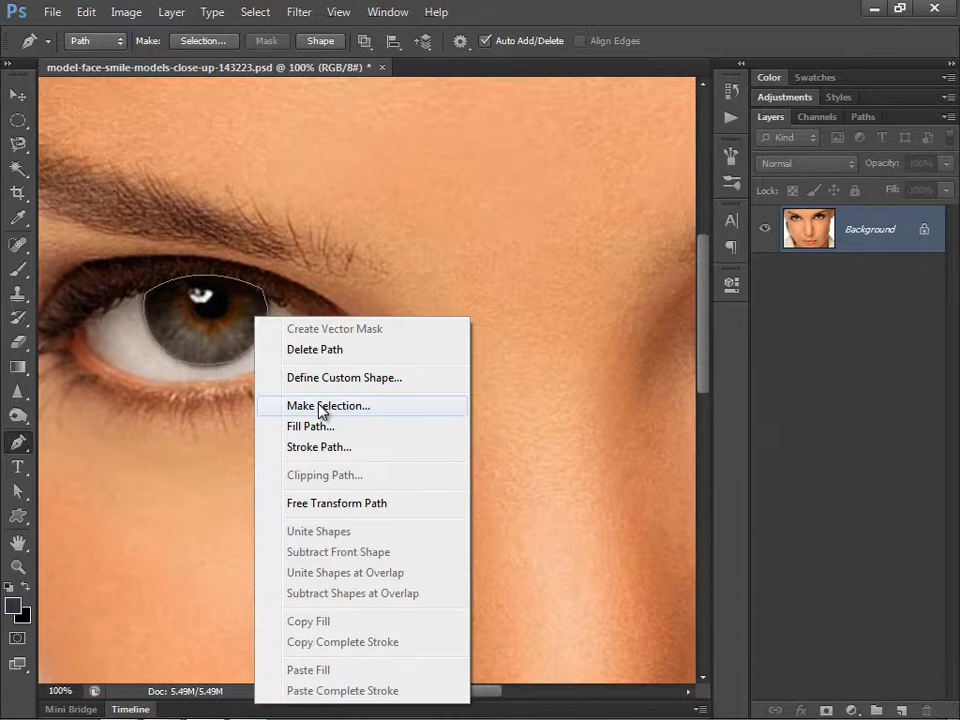 Ps File Edit Image Layer Type Select Filter View Window Help
Path Make: Selection... Mask Shape Auto Add/Delete Align Edges
model-face-smile-models-close-up-143223.psd @ 100% (RGB/8#) * ×
Color Swatches
Adjustments Styles
Layers Channels Paths
Kind
Normal Opacity: 100%
Lock: Fill: 100%
Background
Create Vector Mask
Delete Path
Define Custom Shape...
Make Selection...
Fill Path...
Stroke Path...
Clipping Path...
Free Transform Path
Unite Shapes
Subtract Front Shape
Unite Shapes at Overlap
Subtract Shapes at Overlap
Copy Fill
Copy Complete Stroke
Paste Fill
Paste Complete Stroke
100% Doc: 5.49M/5.49M
Mini Bridge Timeline